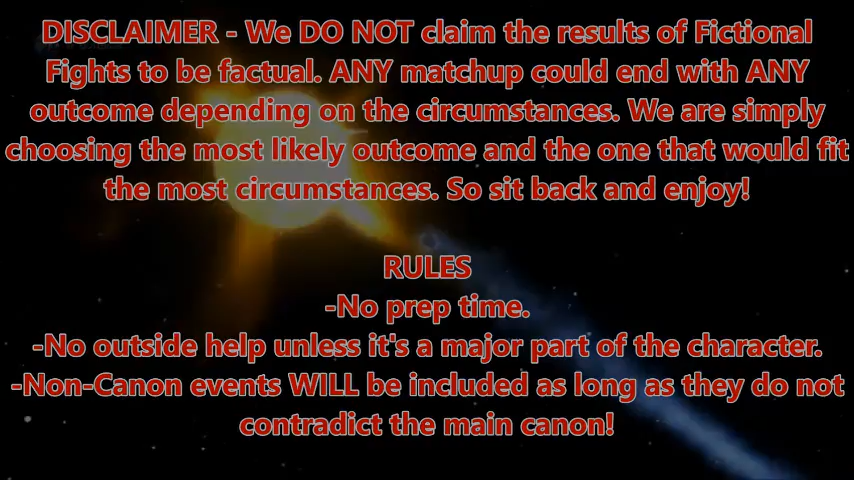 DISCLAIMER - We DO NOT claim the results of Fictional
Fights to be factual. ANY matchup could end with ANY
outcome depending on the circumstances. We are simply
choosing the most likely outcome and the one that would fit
the most circumstances. So sit back and enjoy!
RULES
-No prep time.
-No outside help unless it's a major part of the character.
-Non-Canon events WILL be included as long as they do not
contradict the main canon!